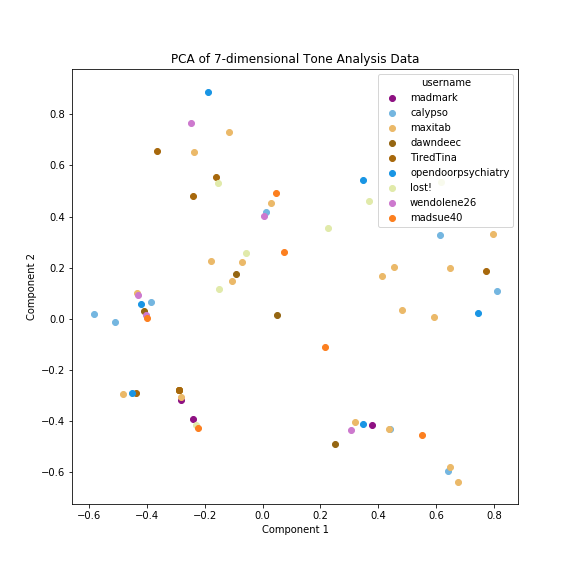 PCA of 7-dimensional Tone Analysis Data
username
madmark
calypso
maxitab
dawndeec
TiredTina
opendoorpsychiatry
lost!
wendolene26
madsue40
Component 2
0.8
0.6
0.4
0.2
0.0
−0.2
−0.4
−0.6
−0.6 −0.4 −0.2 0.0 0.2 0.4 0.6 0.8
Component 1